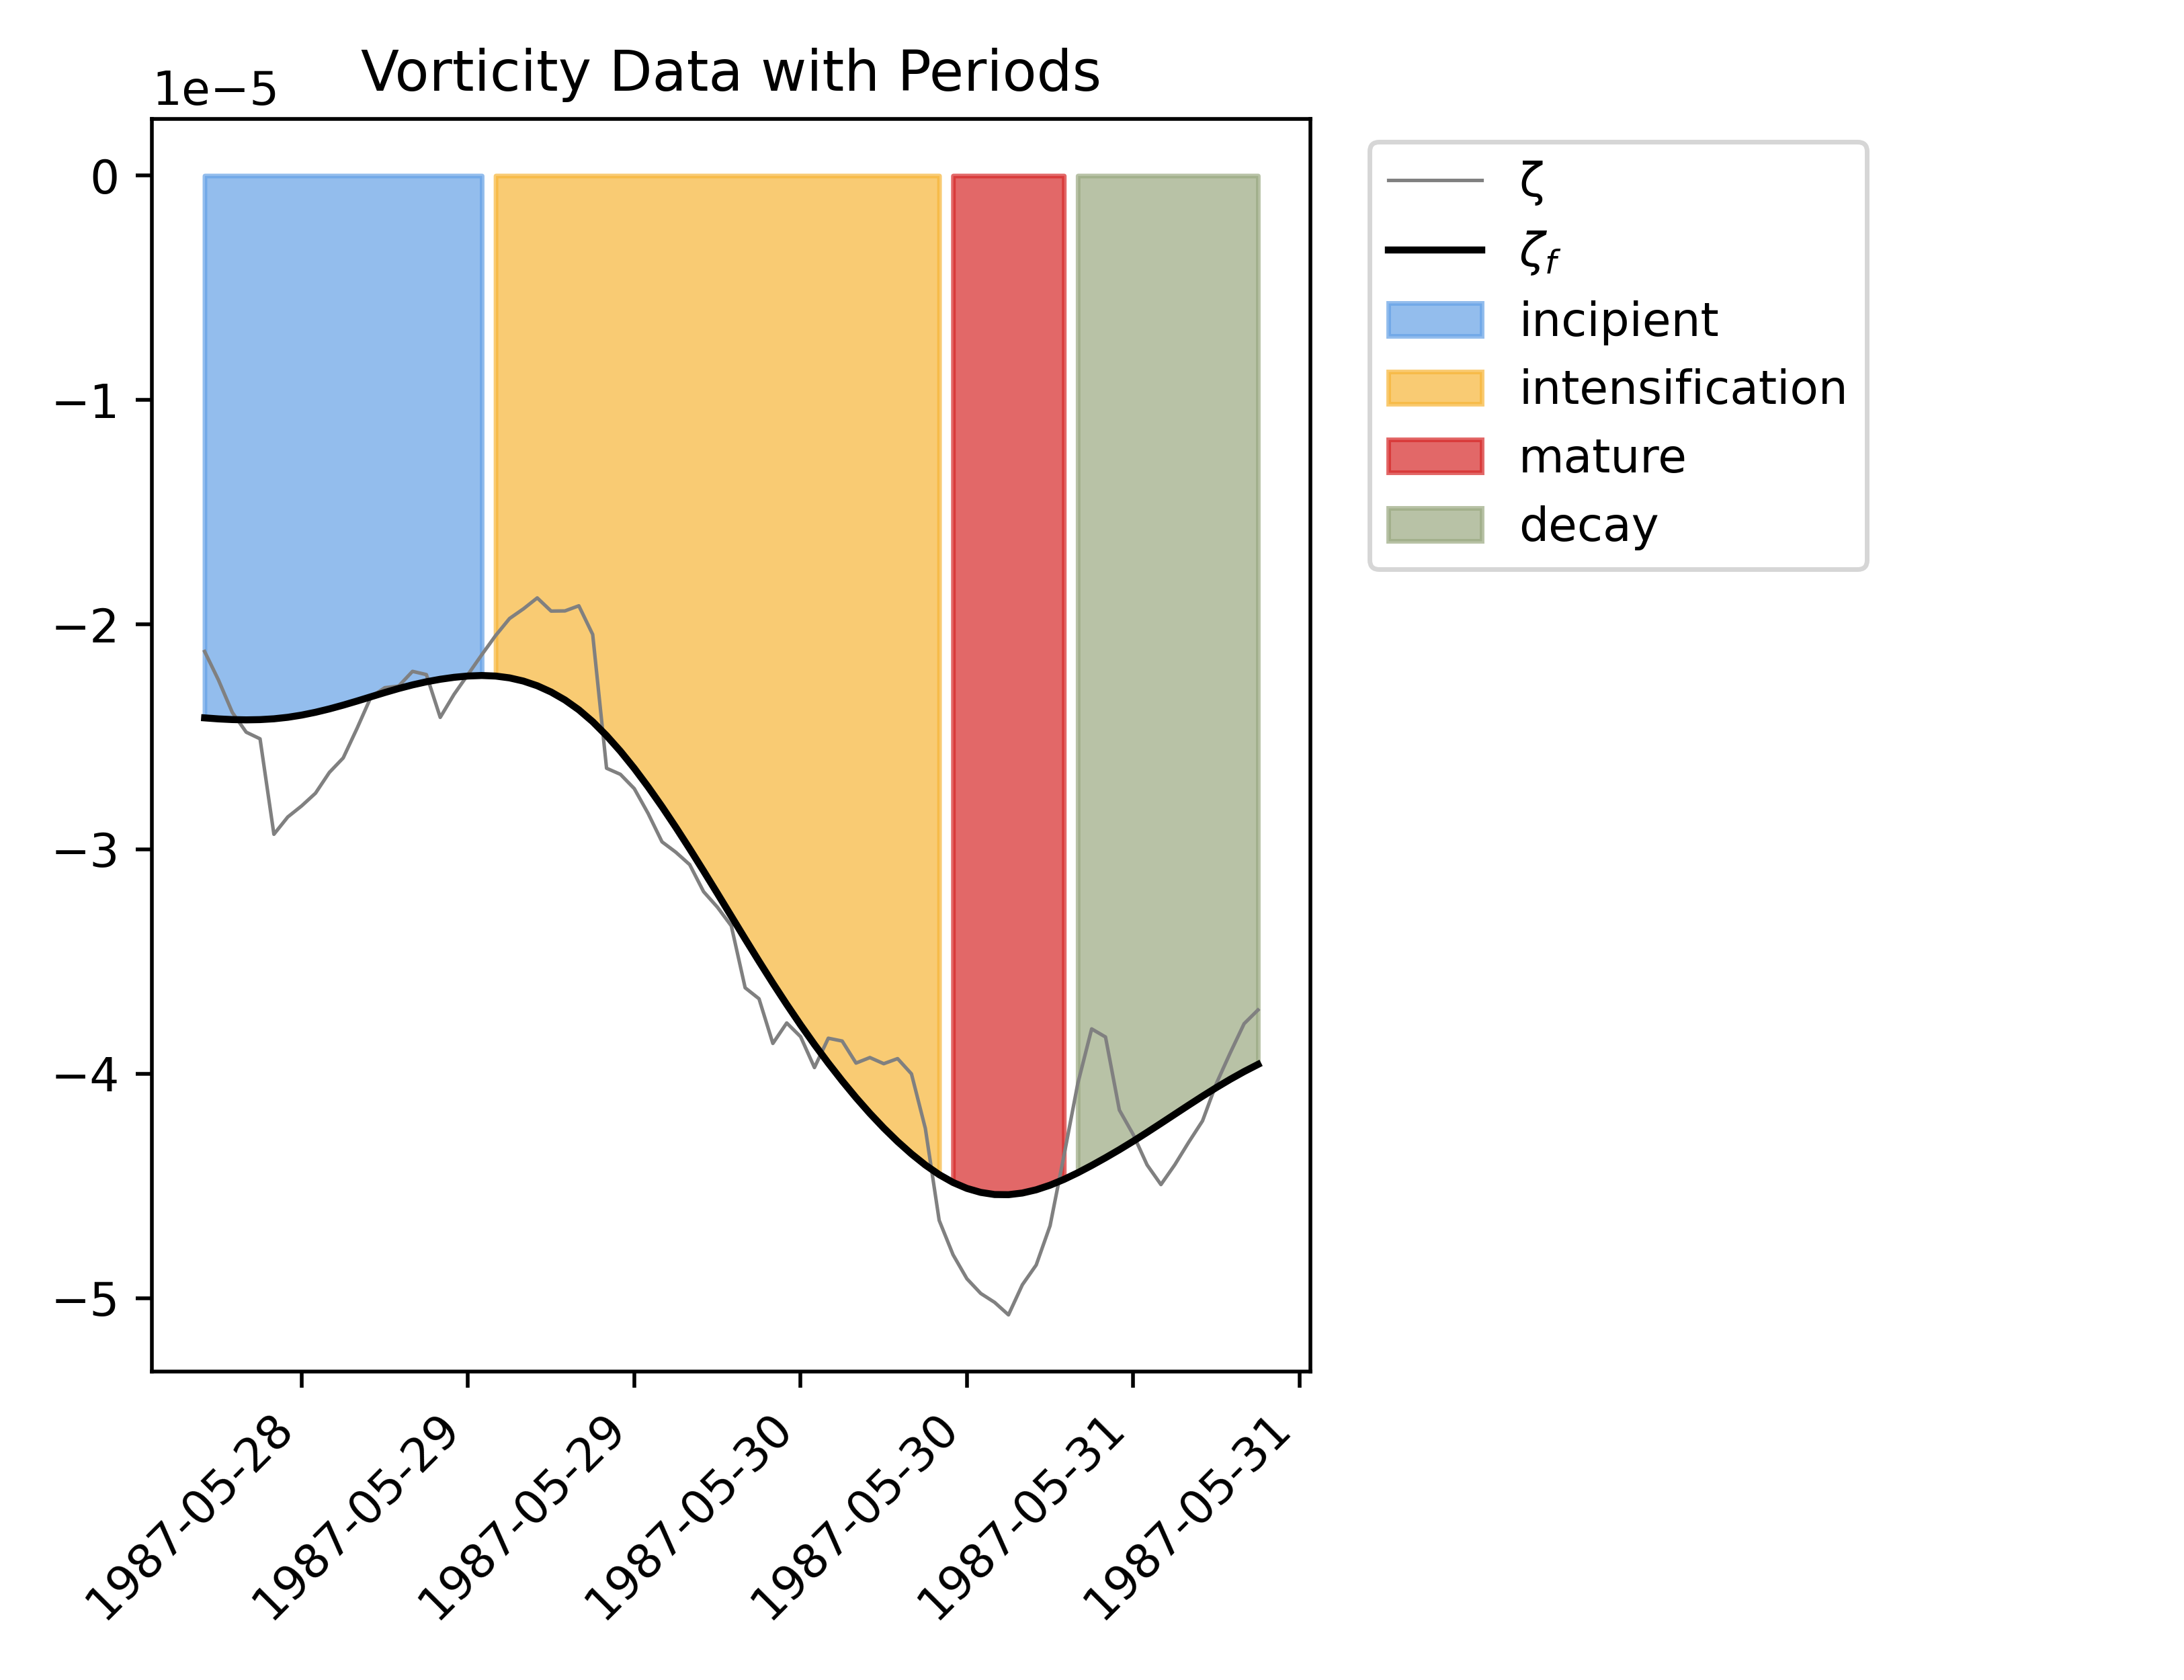 Vorticity Data with Periods
1e−5
0
−1
−2
−3
−4
−5
1987-05-28
1987-05-29
1987-05-29
1987-05-30
1987-05-30
1987-05-31
1987-05-31
ζ
ζf
incipient
intensification
mature
decay